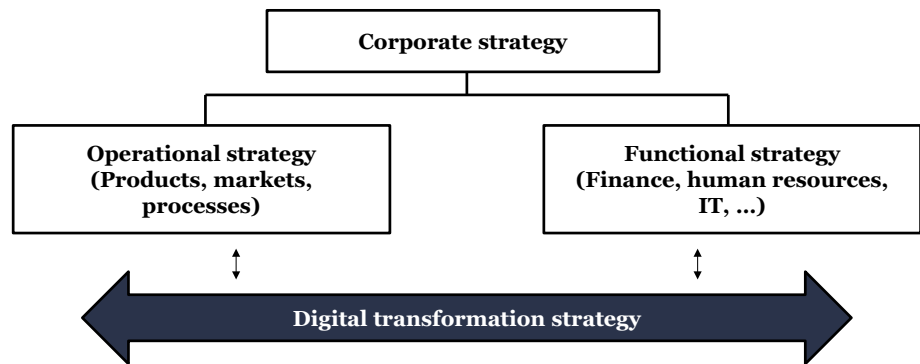 Corporate strategy
Operational strategy
(Products, markets,
processes)
Functional strategy
(Finance, human resources,
IT, ...)
Digital transformation strategy